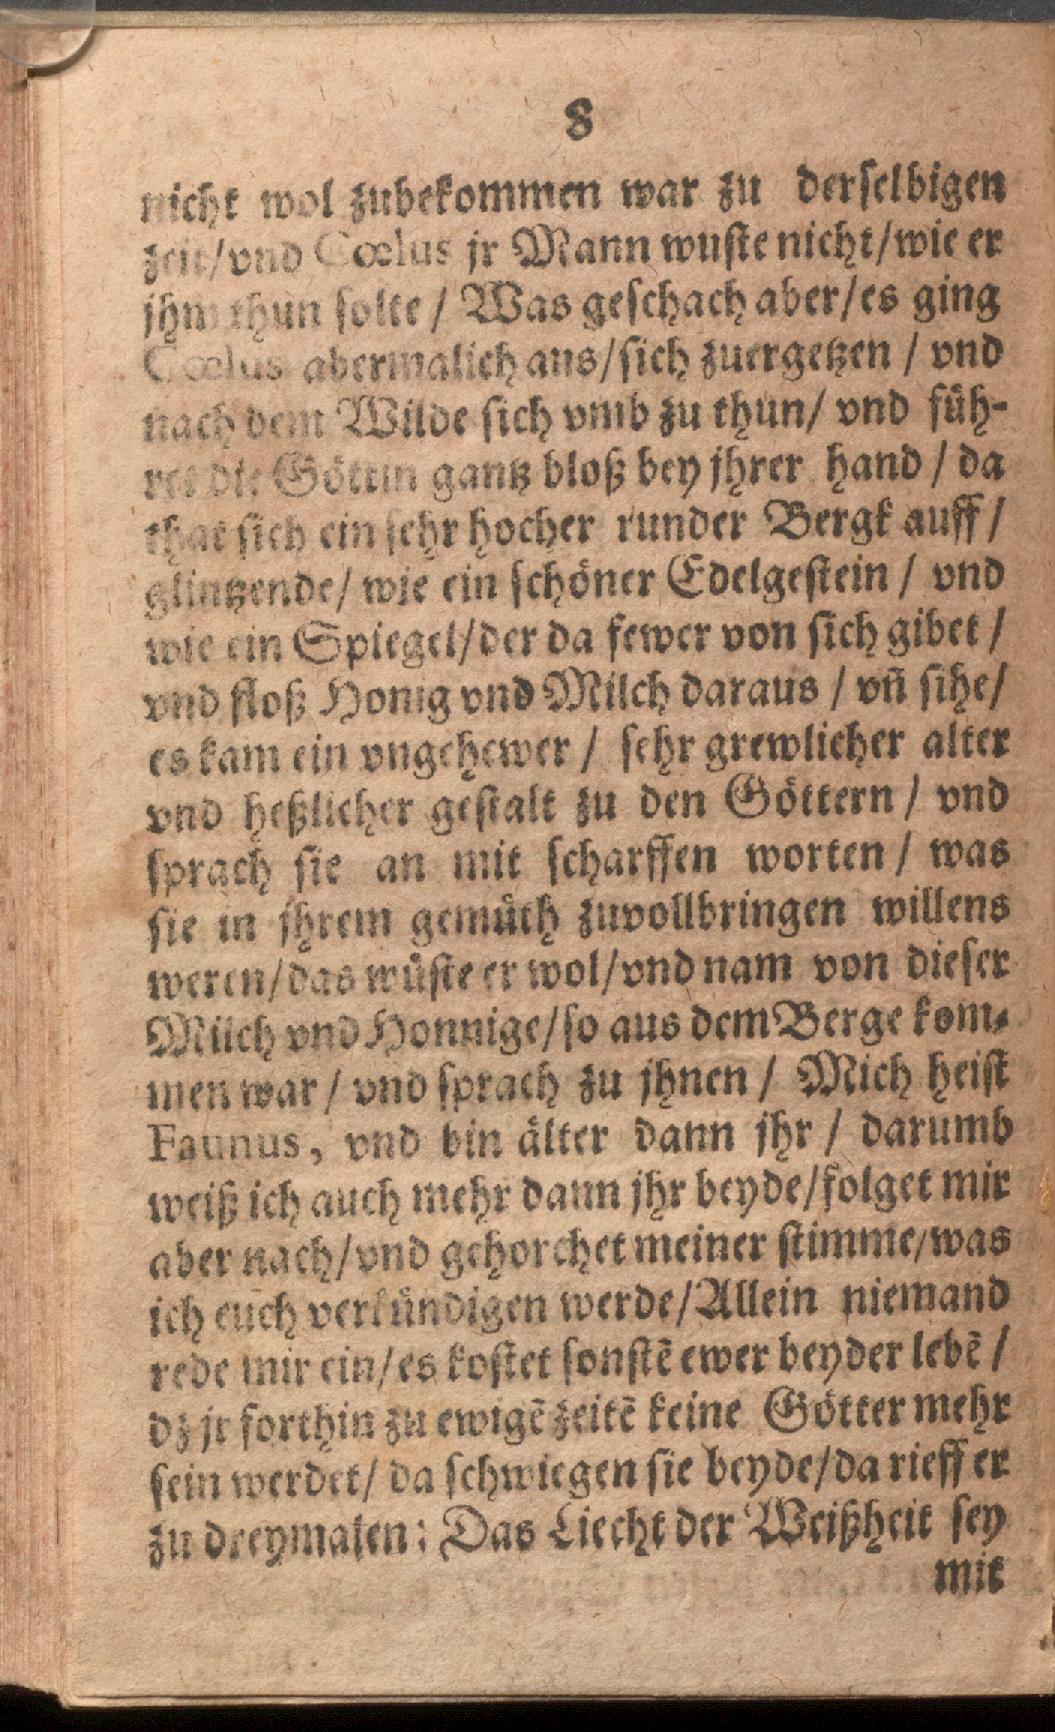 8
nicht wol zubekommen war zu derselbigen
zeit/vnd Cœlus jr Mann wuste nicht/wie er
jhm thun solte / Was geschach aber/es ging
Cœlus abermalich aus/sich zuergetzen / vnd
nach dem Wilde sich vmb zu thun/ vnd füh-
ret die Göttin gantz bloß bey jhrer hand / da
that sich ein sehr hocher runder Bergk auff /
glintzende/ wie ein schöner Edelgestein / vnd
wie ein Spiegel/der da fewer von sich gibet /
vnd floß Honig vnd Milch daraus / vñ sihe/
es kam ein vngehewer / sehr grewlicher alter
vnd heßlicher gestalt zu den Göttern / vnd
sprach sie an mit scharffen worten / was
sie in jhrem gemüth zuvollbringen willens
weren/das wüste er wol/vnd nam von dieser
Milch vnd Honnige/so aus dem Berge kom-
men war / vnd sprach zu jhnen / Mich heist
Faunus, vnd bin älter dann jhr / darumb
weiß ich auch mehr dann jhr beyde/folget mir
aber nach/vnd gehorchet meiner stimme/was
ich euch verkündigen werde/Allein niemand
rede mir ein/es kostet sonstē ewer beyder lebē /
dz jr forthin zu ewigē zeitē keine Götter mehr
sein werdet/ da schwiegen sie beyde/da rieff er
zu dreymalen: Das Liecht der Weißheit sey
mit